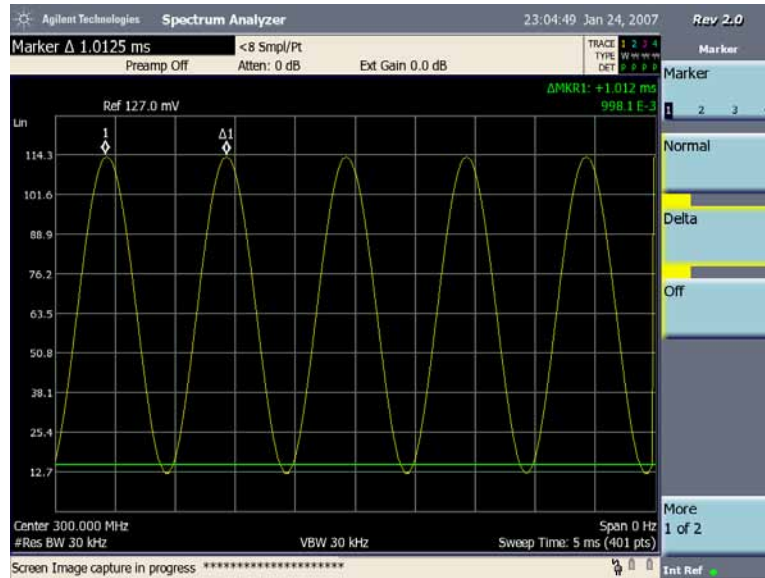 Agilent Technologies Spectrum Analyzer 23:04:49 Jan 24, 2007 Rev 2.0
Marker Δ 1.0125 ms <8 Smpl/Pt TRACE 1 2 3 4
TYPE W W W W
Preamp Off Atten: 0 dB Ext Gain 0.0 dB DET P P P P
ΔMKR1: +1.012 ms
Ref 127.0 mV 998.1 E-3
Lin
1 Δ1
114.3
101.6
88.9
76.2
63.5
50.8
38.1
25.4
12.7
Center 300.000 MHz Span 0 Hz
#Res BW 30 kHz VBW 30 kHz Sweep Time: 5 ms (401 pts)
Screen Image capture in progress *********************
Marker
Marker
1 2 3
Normal
Delta
Off
More
1 of 2
Int Ref